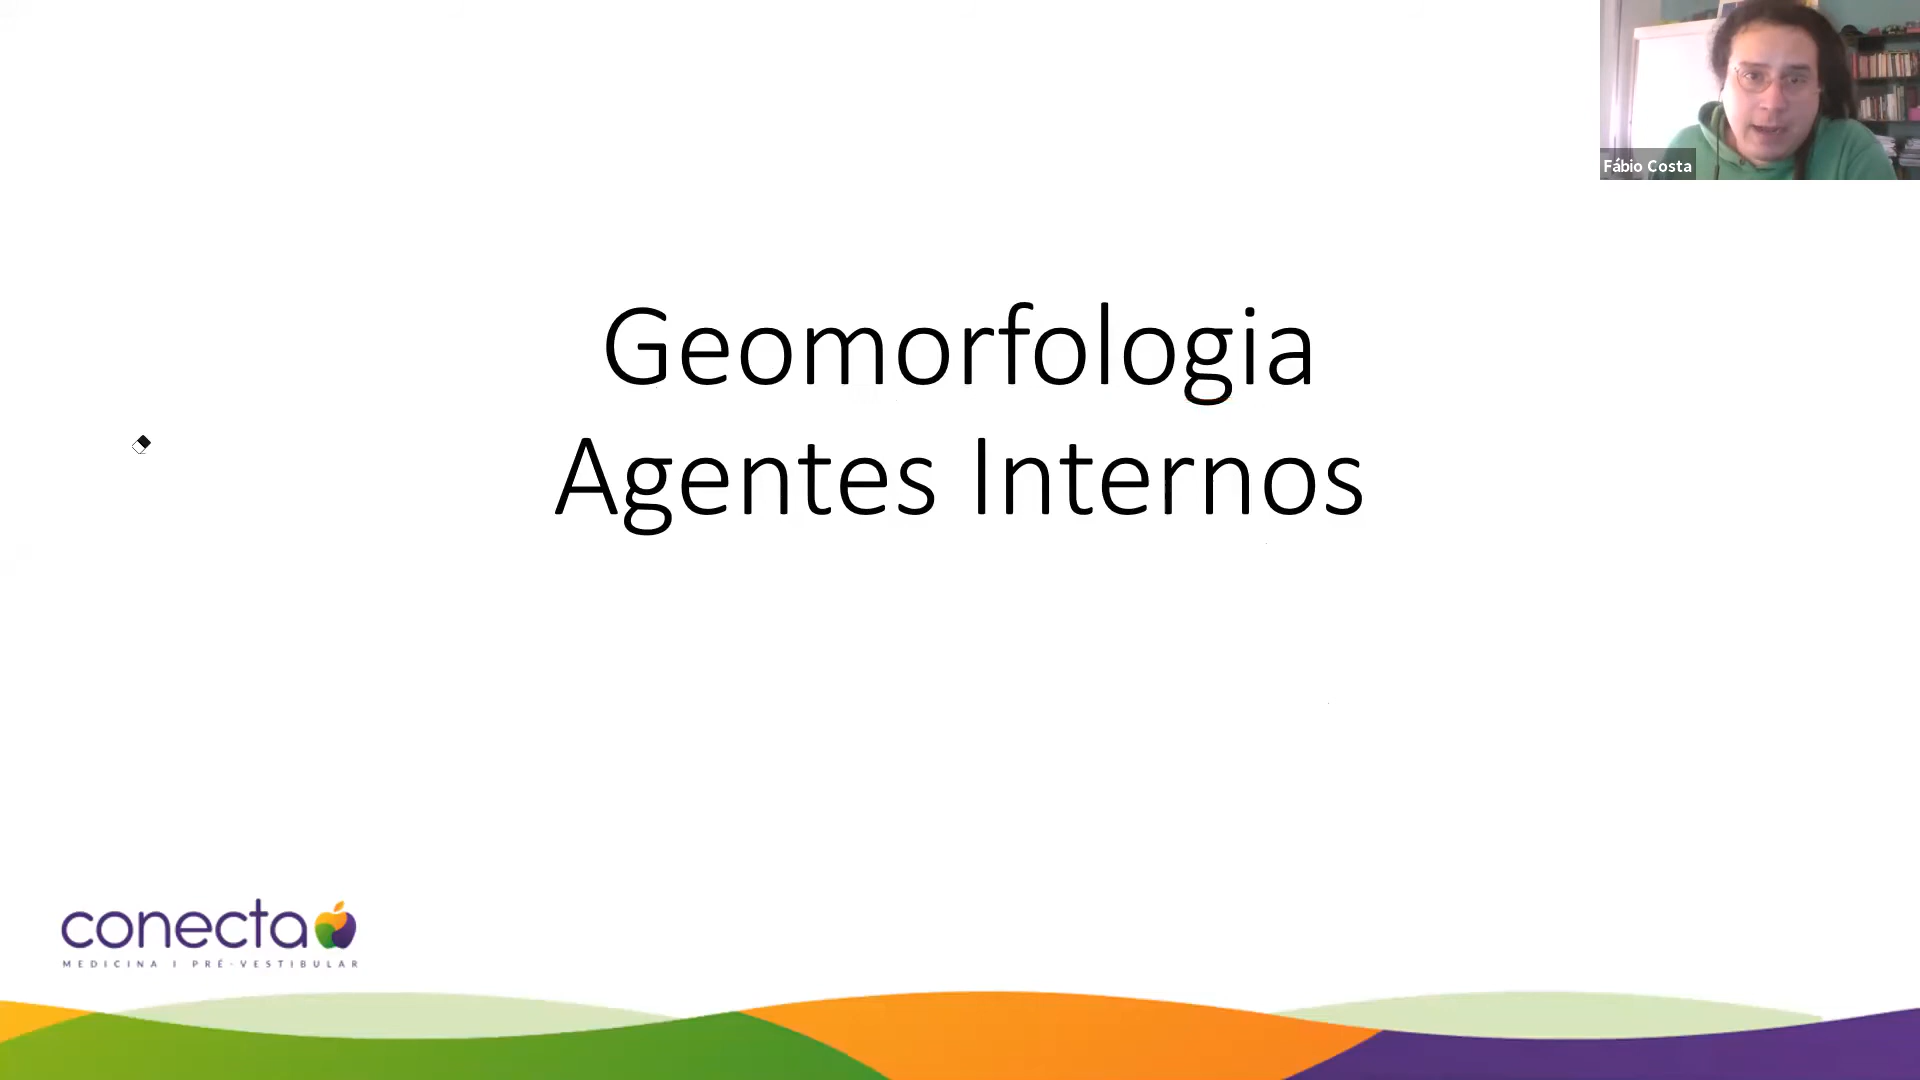 Fábio Costa
Geomorfologia
Agentes Internos
conecta
MEDICINA I PRÉ-VESTIBULAR